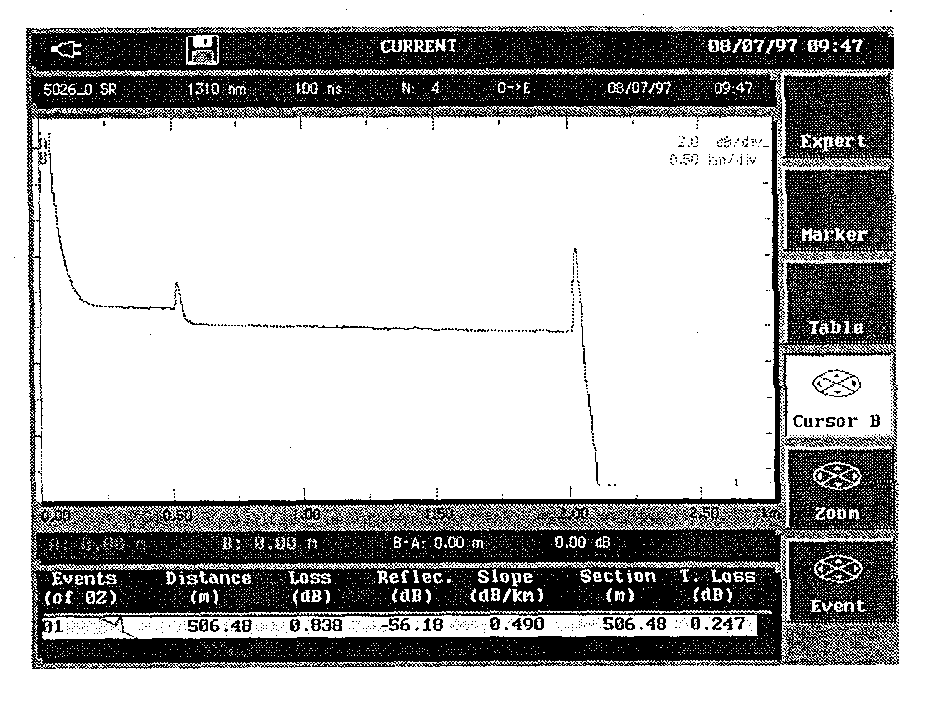 CURRENT 08/07/97 09:47
5026_0 SR 1310 nm 100 ns N: 4 O->E 08/07/97 09:47
2.0 dB/div
0.50 km/div
Expert
Marker
Table
Cursor B
Zoom
Event
0.00 0.50 1.00 1.50 2.00 2.50 km
A: 0.00 m B: 0.00 m B-A: 0.00 m 0.00 dB
Events Distance Loss Reflec. Slope Section T. Loss
(of 02) (m) (dB) (dB) (dB/km) (m) (dB)
01 506.48 0.838 -56.18 0.490 506.48 0.247